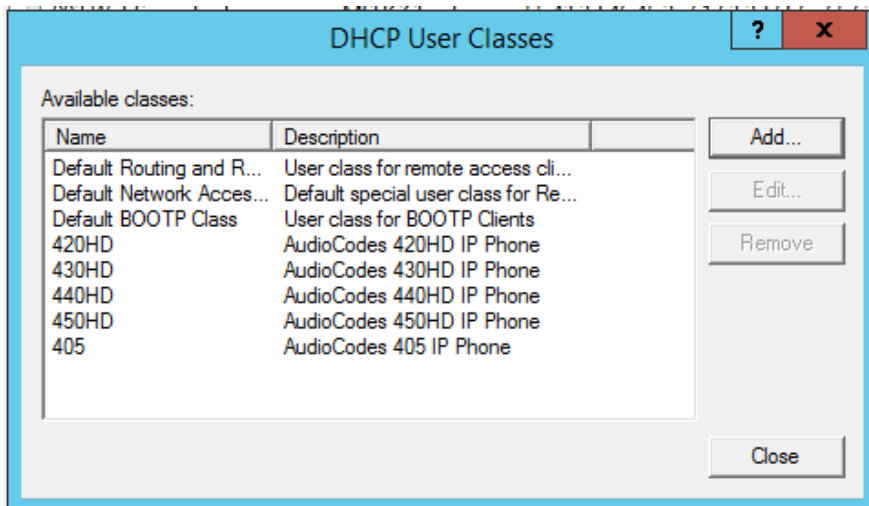 DHCP User Classes
?
x
Available classes:
Name Description
Add...
Default Routing and R... User class for remote access cli...
Default Network Acces... Default special user class for Re...
Edit...
Default BOOTP Class User class for BOOTP Clients
420HD AudioCodes 420HD IP Phone
Remove
430HD AudioCodes 430HD IP Phone
440HD AudioCodes 440HD IP Phone
450HD AudioCodes 450HD IP Phone
405 AudioCodes 405 IP Phone
Close